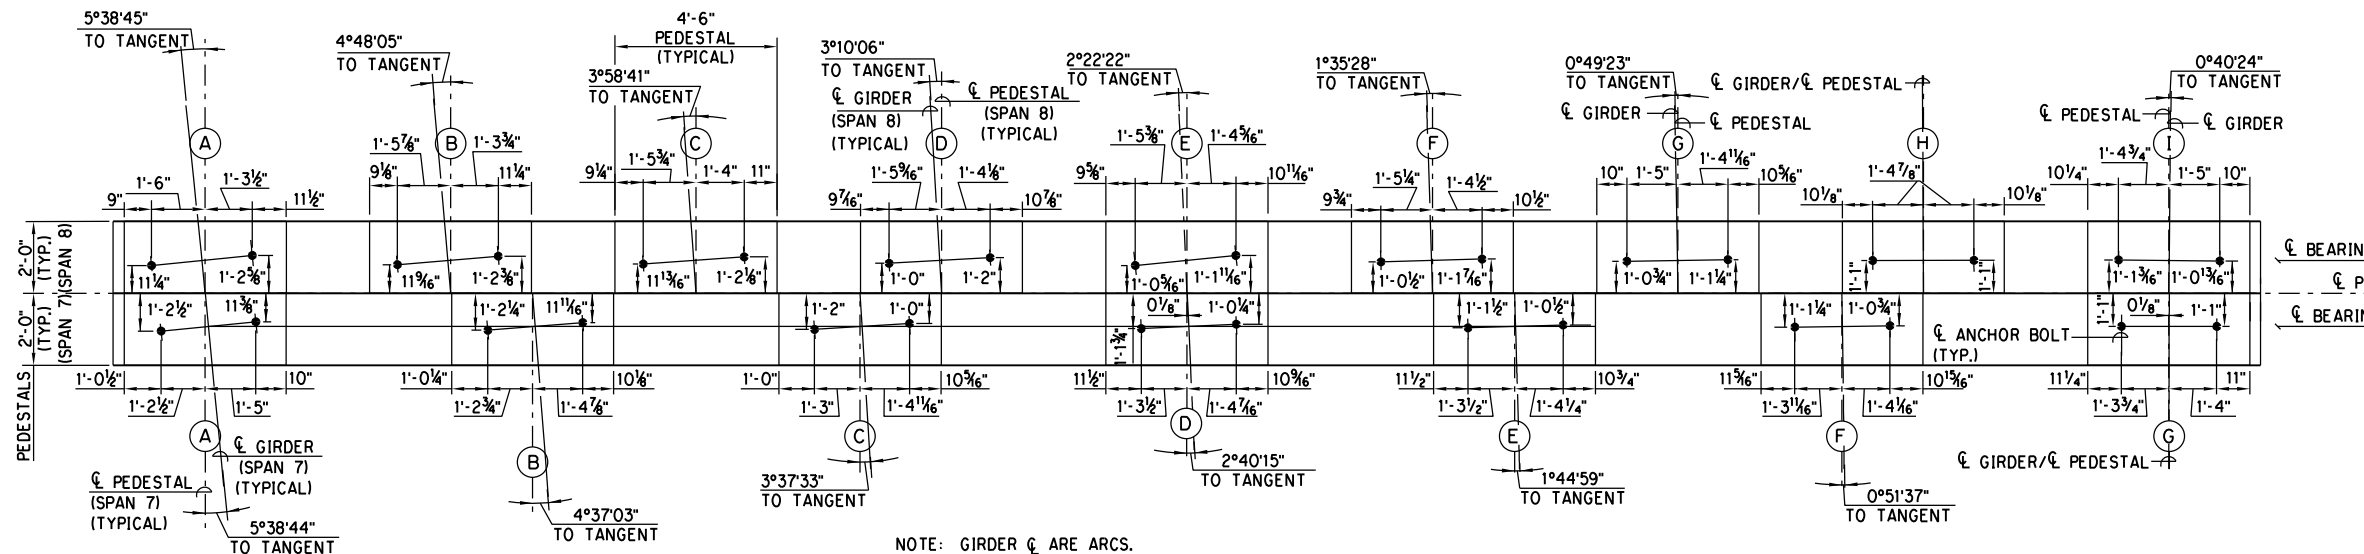 5°38'45"
TO TANGENT
4°48'05"
TO TANGENT
4'-6"
PEDESTAL
(TYPICAL)
3°58'41"
TO TANGENT
3°10'06"
TO TANGENT
℄ GIRDER
(SPAN 8)
(TYPICAL)
℄ PEDESTAL
(SPAN 8)
(TYPICAL)
2°22'22"
TO TANGENT
1°35'28"
TO TANGENT
0°49'23"
TO TANGENT
℄ GIRDER
℄ PEDESTAL
℄ GIRDER/℄ PEDESTAL
0°40'24"
TO TANGENT
℄ PEDESTAL
℄ GIRDER
A
B
C
D
E
F
G
H
I
9" 1'-6" 1'-3½" 11½"
9⅛" 1'-5⅞" 1'-3¾" 11¼"
9¼" 1'-5¾" 1'-4" 11"
9⁷⁄₁₆" 1'-5⁹⁄₁₆" 1'-4⅛" 10⅞"
9⅝" 1'-5⅜" 1'-4⁵⁄₁₆" 10¹¹⁄₁₆"
9¾" 1'-5¼" 1'-4½" 10½"
10" 1'-5" 1'-4¹¹⁄₁₆" 10⁵⁄₁₆"
10⅛" 1'-4⅞" 10⅛"
10¼" 1'-4¾" 1'-5" 10"
2'-0"
(TYP.)
(SPAN 8)
11¼" 1'-2⅝"
11⁹⁄₁₆" 1'-2⅜"
11¹³⁄₁₆" 1'-2⅛"
1'-0" 1'-2"
1'-0⁵⁄₁₆" 1'-1¹¹⁄₁₆"
1'-0½" 1'-1⁷⁄₁₆"
1'-0¾" 1'-1¼"
1'-1" 1'-1"
1'-1³⁄₁₆" 1'-0¹³⁄₁₆"
℄ BEARIN
℄ P
℄ BEARIN
2'-0"
(TYP.)
(SPAN 7)
1'-2½" 11⅜"
1'-2¼" 11¹¹⁄₁₆"
1'-2" 1'-0"
1'-1¾" 0⅛" 1'-0¼"
1'-1½" 1'-0½"
1'-1¼" 1'-0¾"
1'-1" 0⅛" 1'-1"
℄ ANCHOR BOLT
(TYP.)
PEDESTALS
1'-0½" 1'-2½" 1'-5" 10"
1'-0¼" 1'-2¾" 1'-4⅞" 10⅛"
1'-0" 1'-3" 1'-4¹¹⁄₁₆" 10⁵⁄₁₆"
11½" 1'-3½" 1'-4⁷⁄₁₆" 10⁹⁄₁₆"
11½" 1'-3½" 1'-4¼" 10¾"
11⁵⁄₁₆" 1'-3¹¹⁄₁₆" 1'-4¹⁄₁₆" 10¹⁵⁄₁₆"
11¼" 1'-3¾" 1'-4" 11"
A
B
C
D
E
F
G
℄ GIRDER
(SPAN 7)
(TYPICAL)
℄ PEDESTAL
(SPAN 7)
(TYPICAL)
5°38'44"
TO TANGENT
4°37'03"
TO TANGENT
3°37'33"
TO TANGENT
2°40'15"
TO TANGENT
1°44'59"
TO TANGENT
0°51'37"
TO TANGENT
℄ GIRDER/℄ PEDESTAL
NOTE: GIRDER ℄ ARE ARCS.